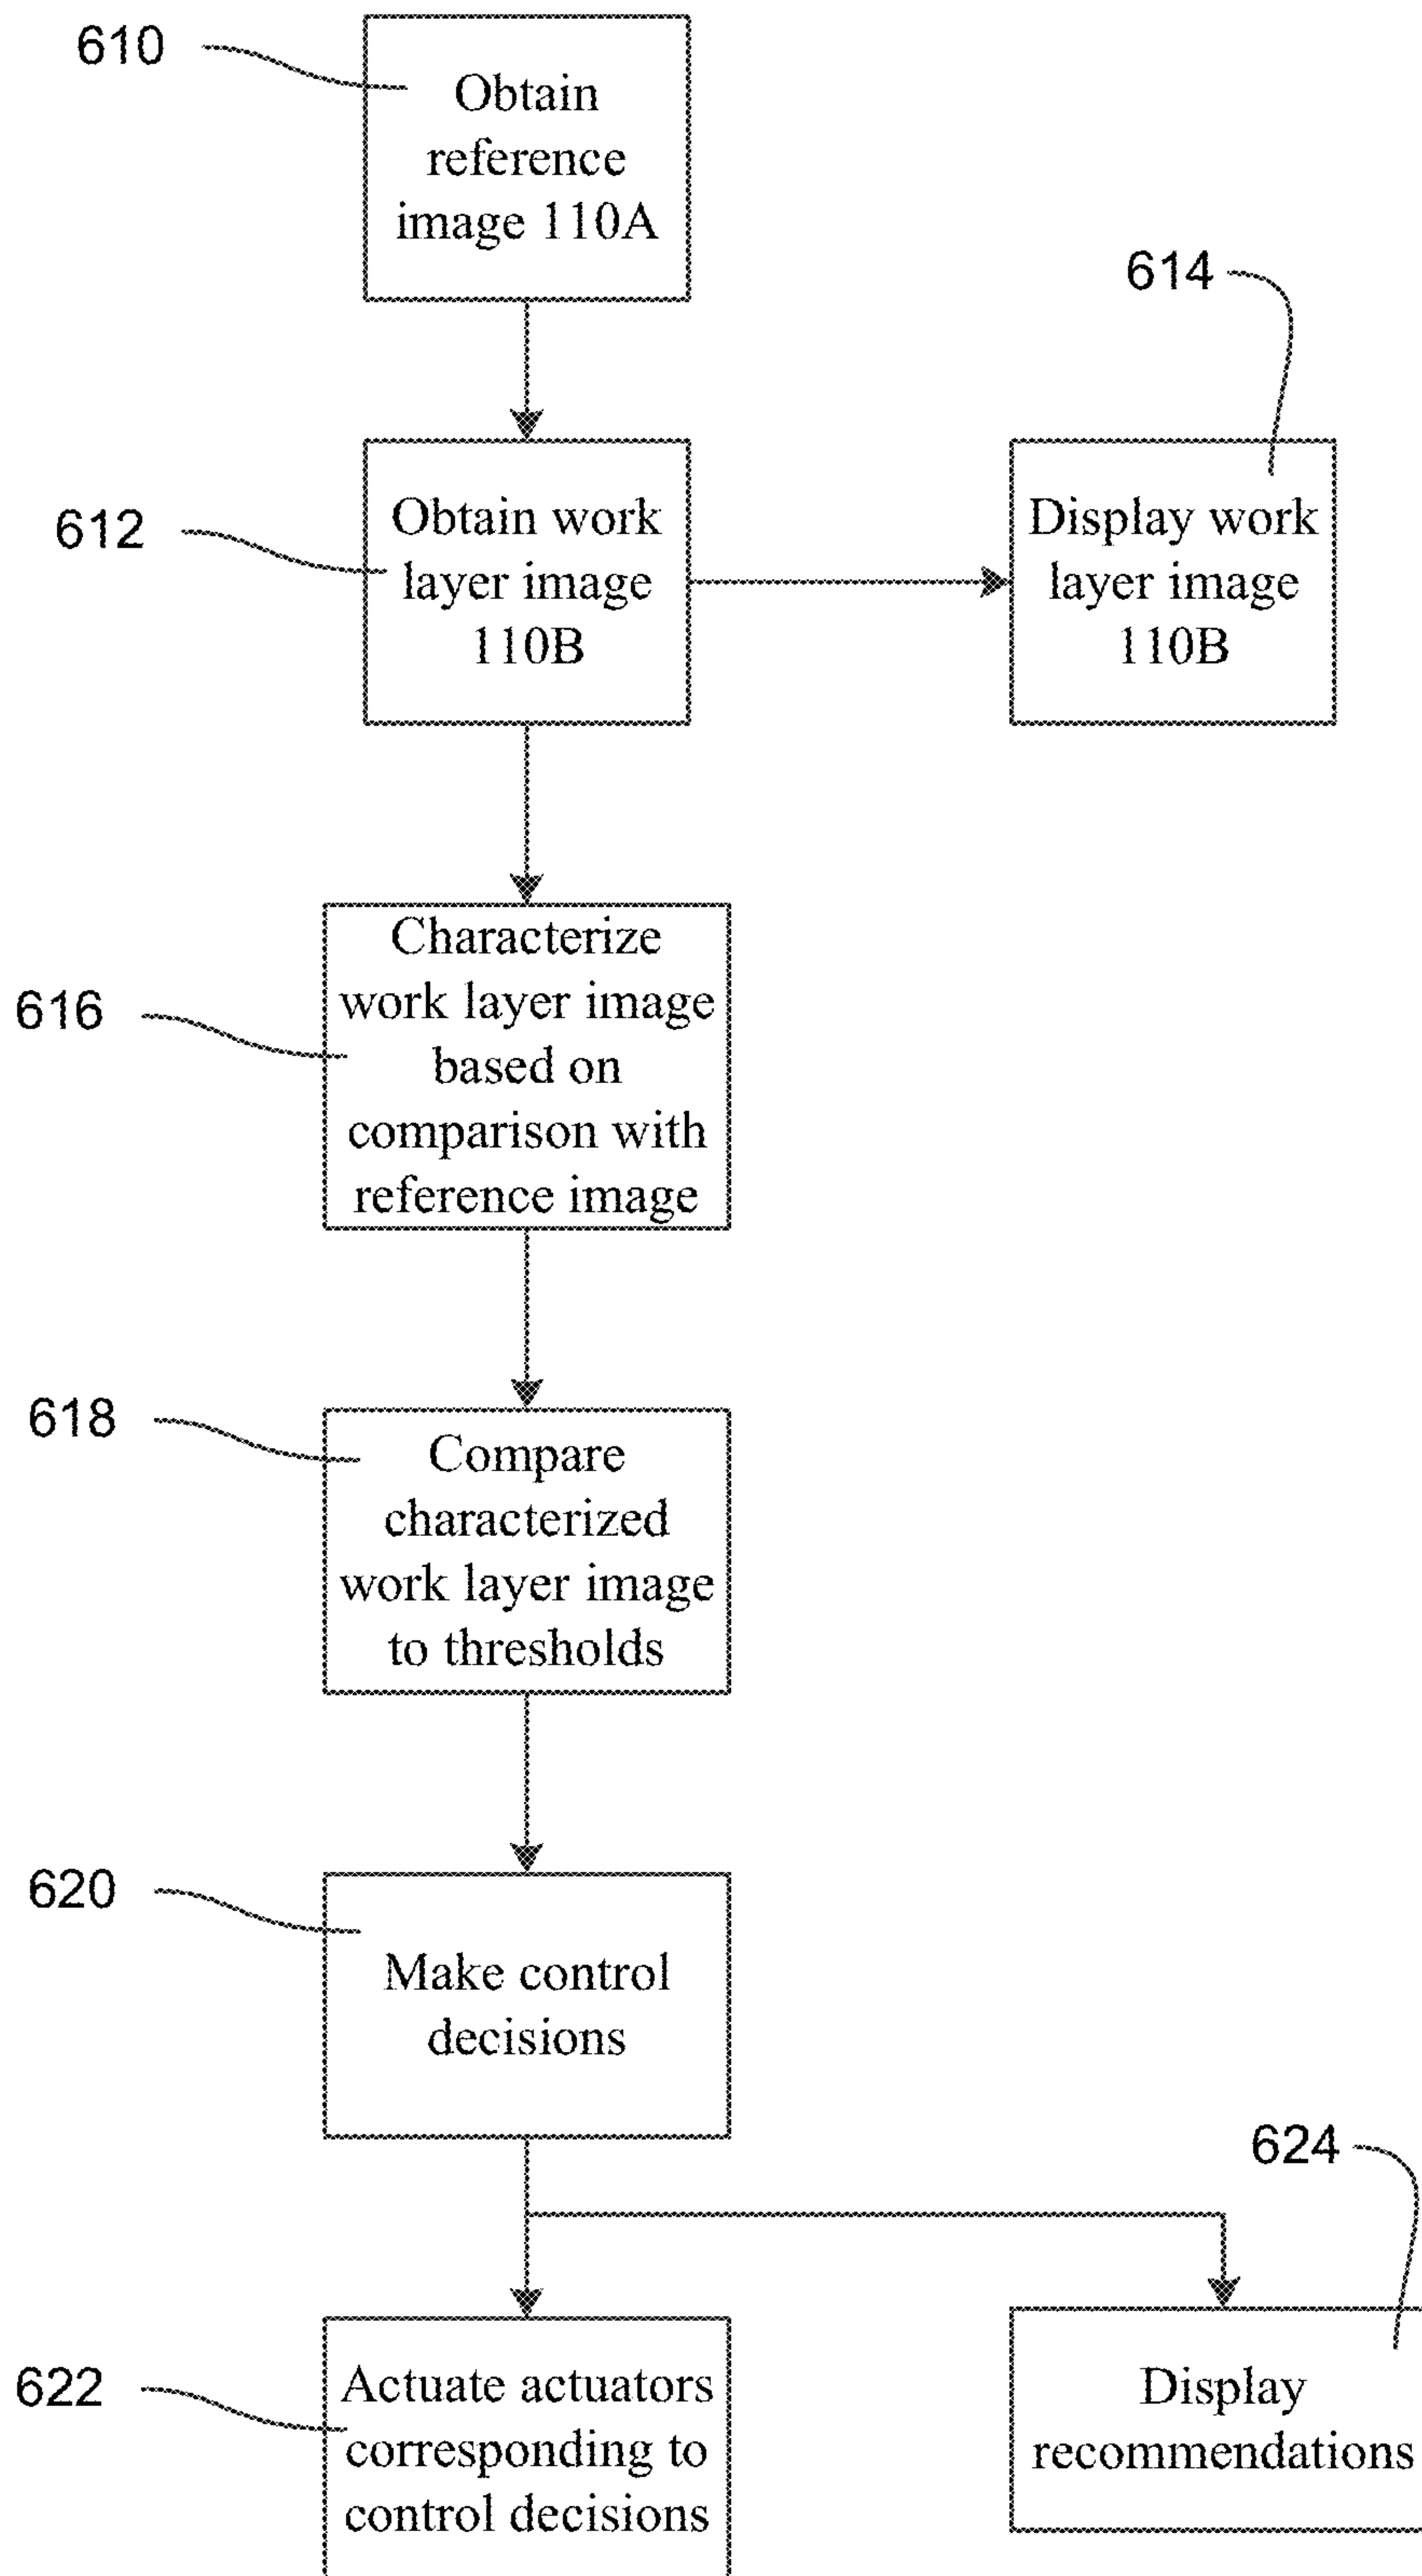 610
Obtain
reference
image 110A
614
612
Obtain work
layer image
110B
Display work
layer image
110B
616
Characterize
work layer image
based on
comparison with
reference image
618
Compare
characterized
work layer image
to thresholds
620
Make control
decisions
624
622
Actuate actuators
corresponding to
control decisions
Display
recommendations